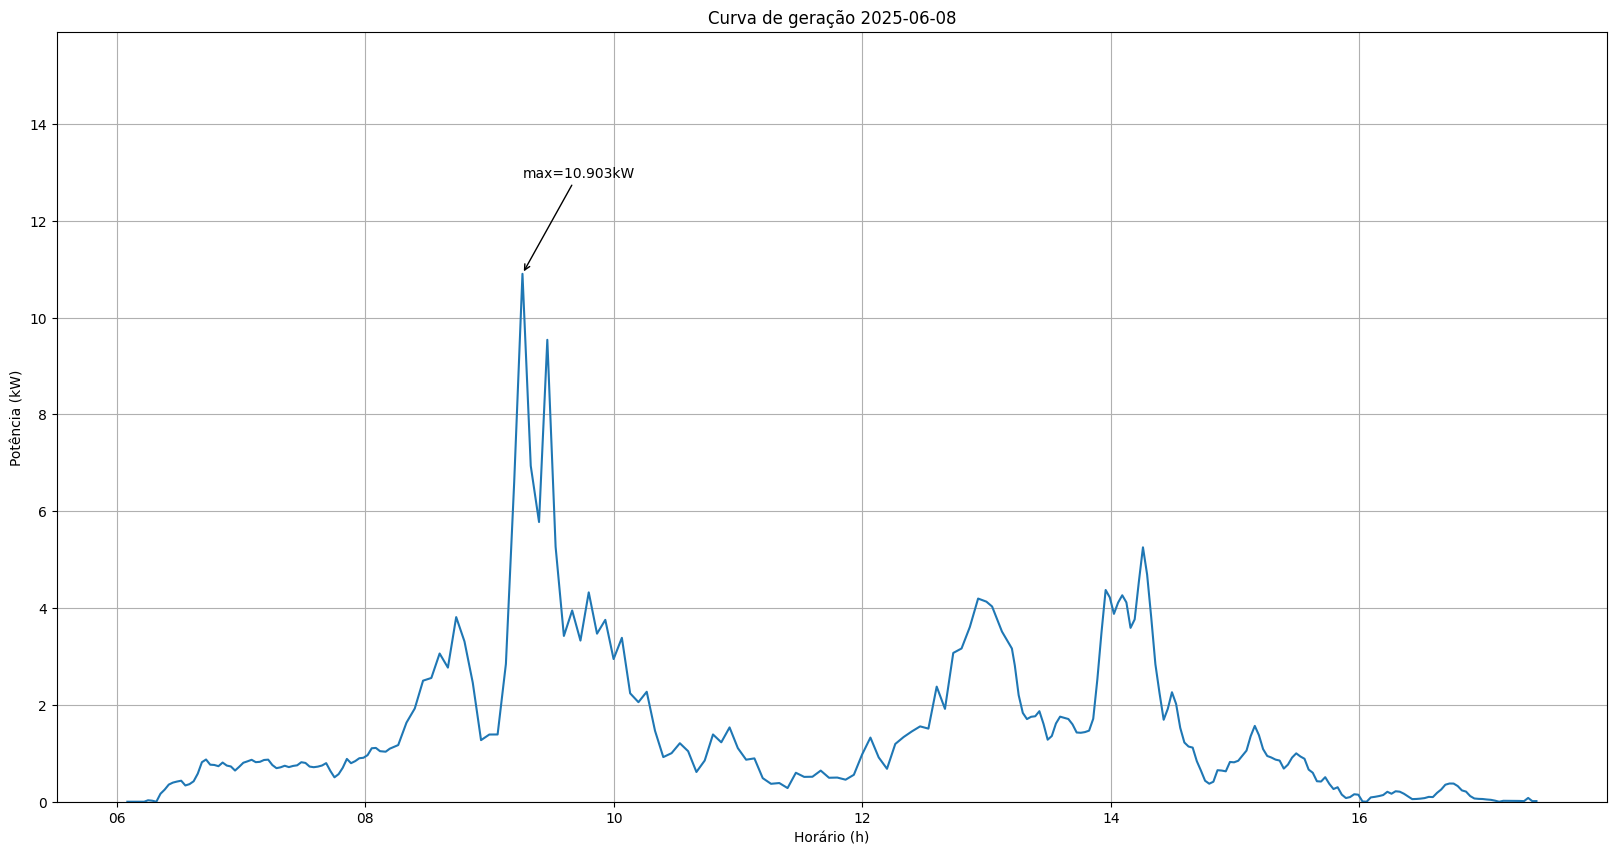 Curva de geração 2025-06-08
14
max=10.903kW
12
10
8
Potência (kW)
6
4
2
0
06 08 10 12 14 16
Horário (h)